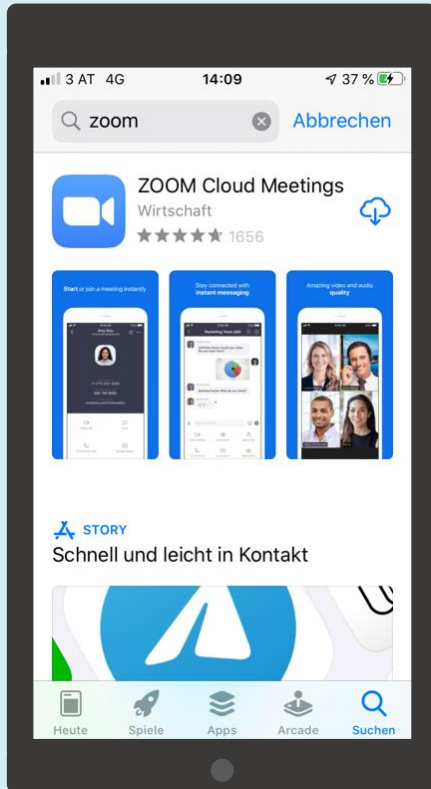 3 AT 4G 14:09 37 %
zoom Abbrechen
ZOOM Cloud Meetings
Wirtschaft
1656
Start or join a meeting instantly
Stay connected with
instant messaging
Amazing video and audio
quality
STORY
Schnell und leicht in Kontakt
Heute Spiele Apps Arcade Suchen